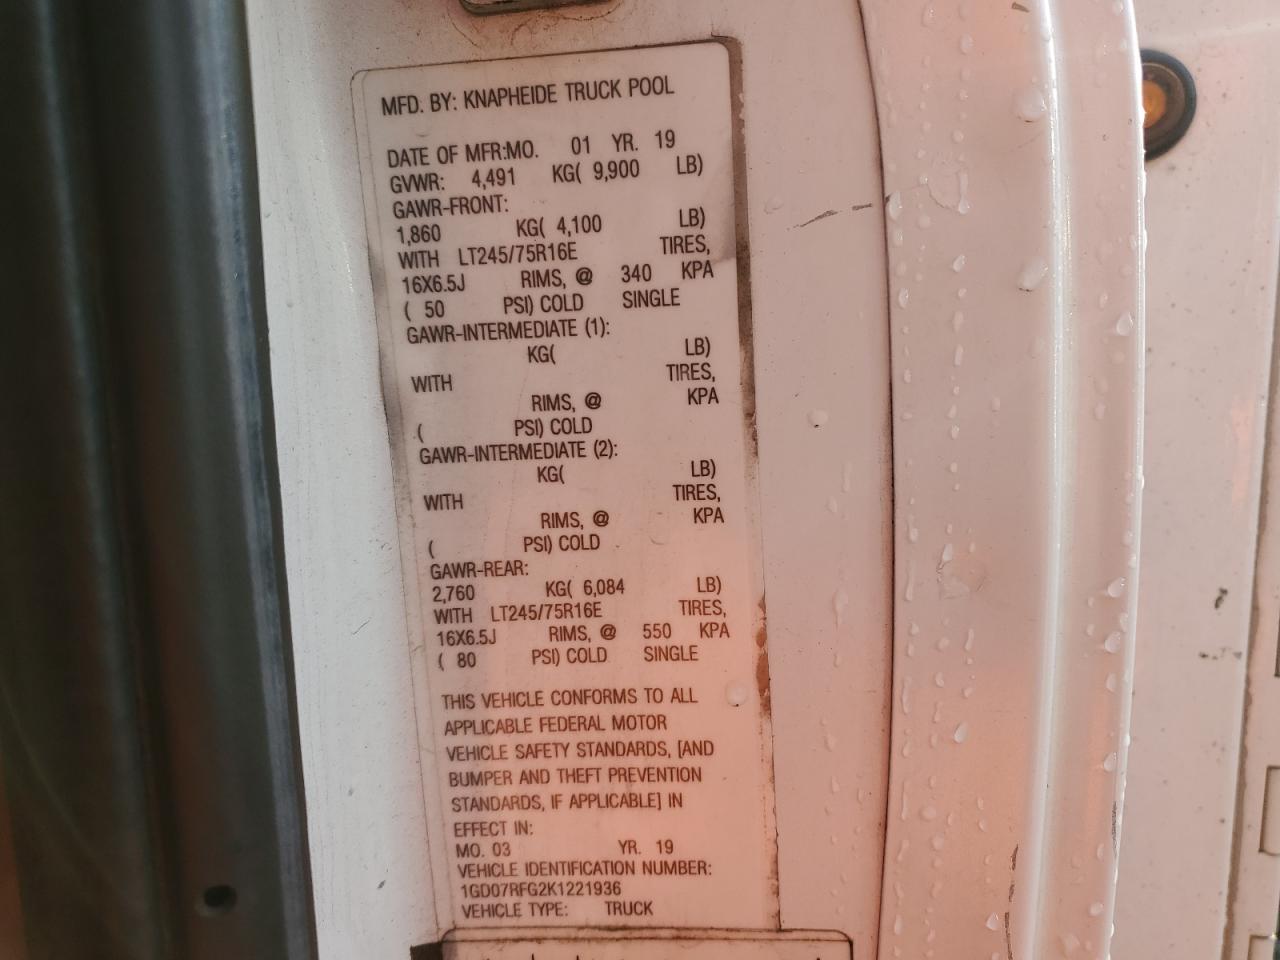 MFD. BY: KNAPHEIDE TRUCK POOL
DATE OF MFR:MO. 01 YR. 19
GVWR: 4,491 KG( 9,900 LB)
GAWR-FRONT:
1,860 KG( 4,100 LB)
WITH LT245/75R16E TIRES,
16X6.5J RIMS, @ 340 KPA
( 50 PSI) COLD SINGLE
GAWR-INTERMEDIATE (1):
KG( LB)
WITH TIRES,
RIMS, @ KPA
( PSI) COLD
GAWR-INTERMEDIATE (2):
KG( LB)
WITH TIRES,
RIMS, @ KPA
( PSI) COLD
GAWR-REAR:
2,760 KG( 6,084 LB)
WITH LT245/75R16E TIRES,
16X6.5J RIMS, @ 550 KPA
( 80 PSI) COLD SINGLE
THIS VEHICLE CONFORMS TO ALL
APPLICABLE FEDERAL MOTOR
VEHICLE SAFETY STANDARDS, [AND
BUMPER AND THEFT PREVENTION
STANDARDS, IF APPLICABLE] IN
EFFECT IN:
MO. 03 YR. 19
VEHICLE IDENTIFICATION NUMBER:
1GD07RFG2K1221936
VEHICLE TYPE: TRUCK